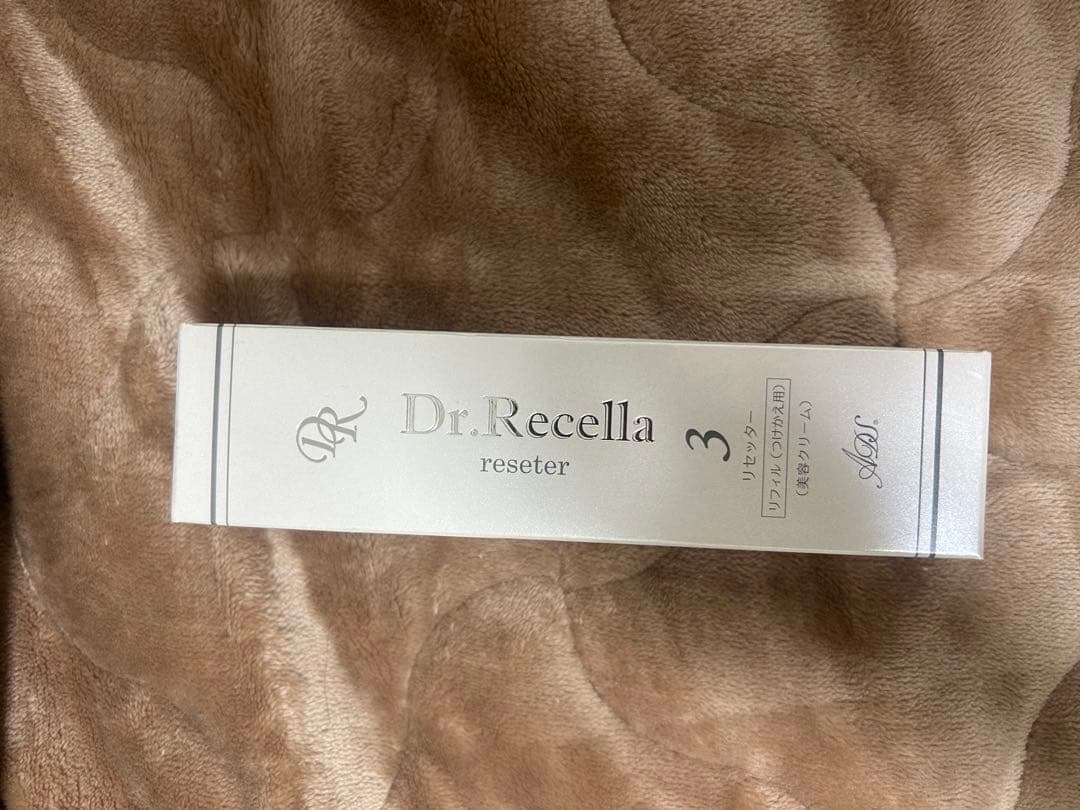 DR
Dr.Recella
reseter
3
リセッター
リフィル(つけかえ用)
(美容クリーム)
ADS®